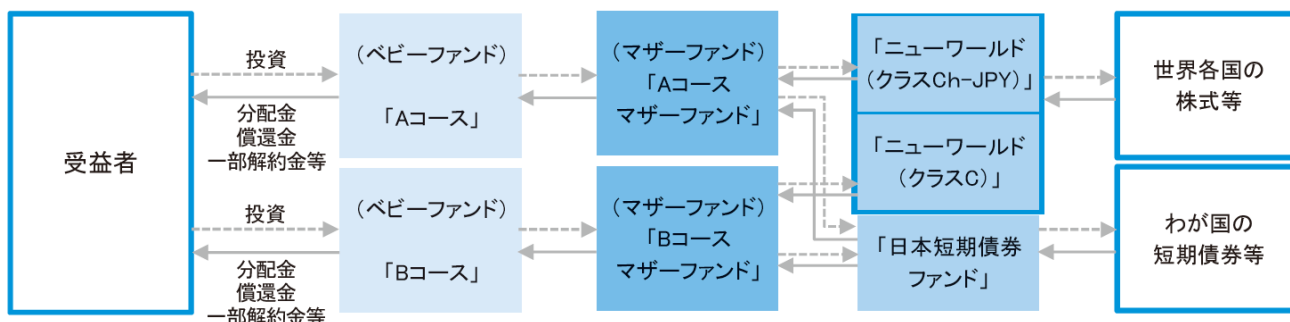 受益者
投資
分配金
償還金
一部解約金等
投資
分配金
償還金
一部解約金等
(ベビーファンド)
「Aコース」
(ベビーファンド)
「Bコース」
(マザーファンド)
「Aコース
マザーファンド」
(マザーファンド)
「Bコース
マザーファンド」
「ニューワールド
(クラスCh-JPY)」
「ニューワールド
(クラスC)」
「日本短期債券
ファンド」
世界各国の
株式等
わが国の
短期債券等